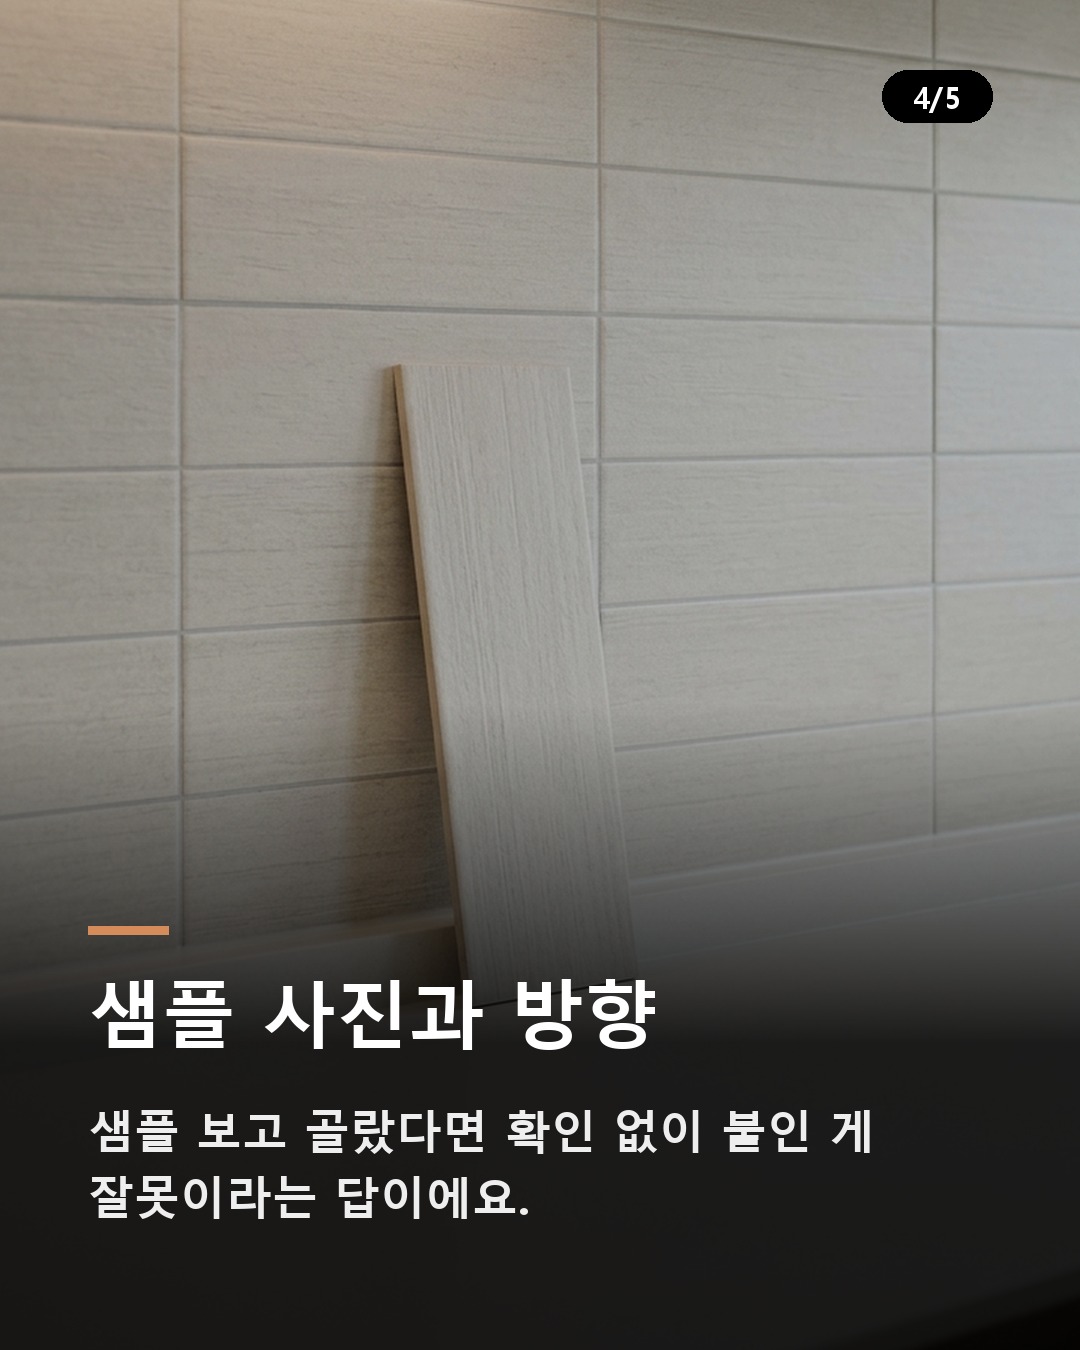 4/5
샘플 사진과 방향
샘플 보고 골랐다면 확인 없이 붙인 게
잘못이라는 답이에요.